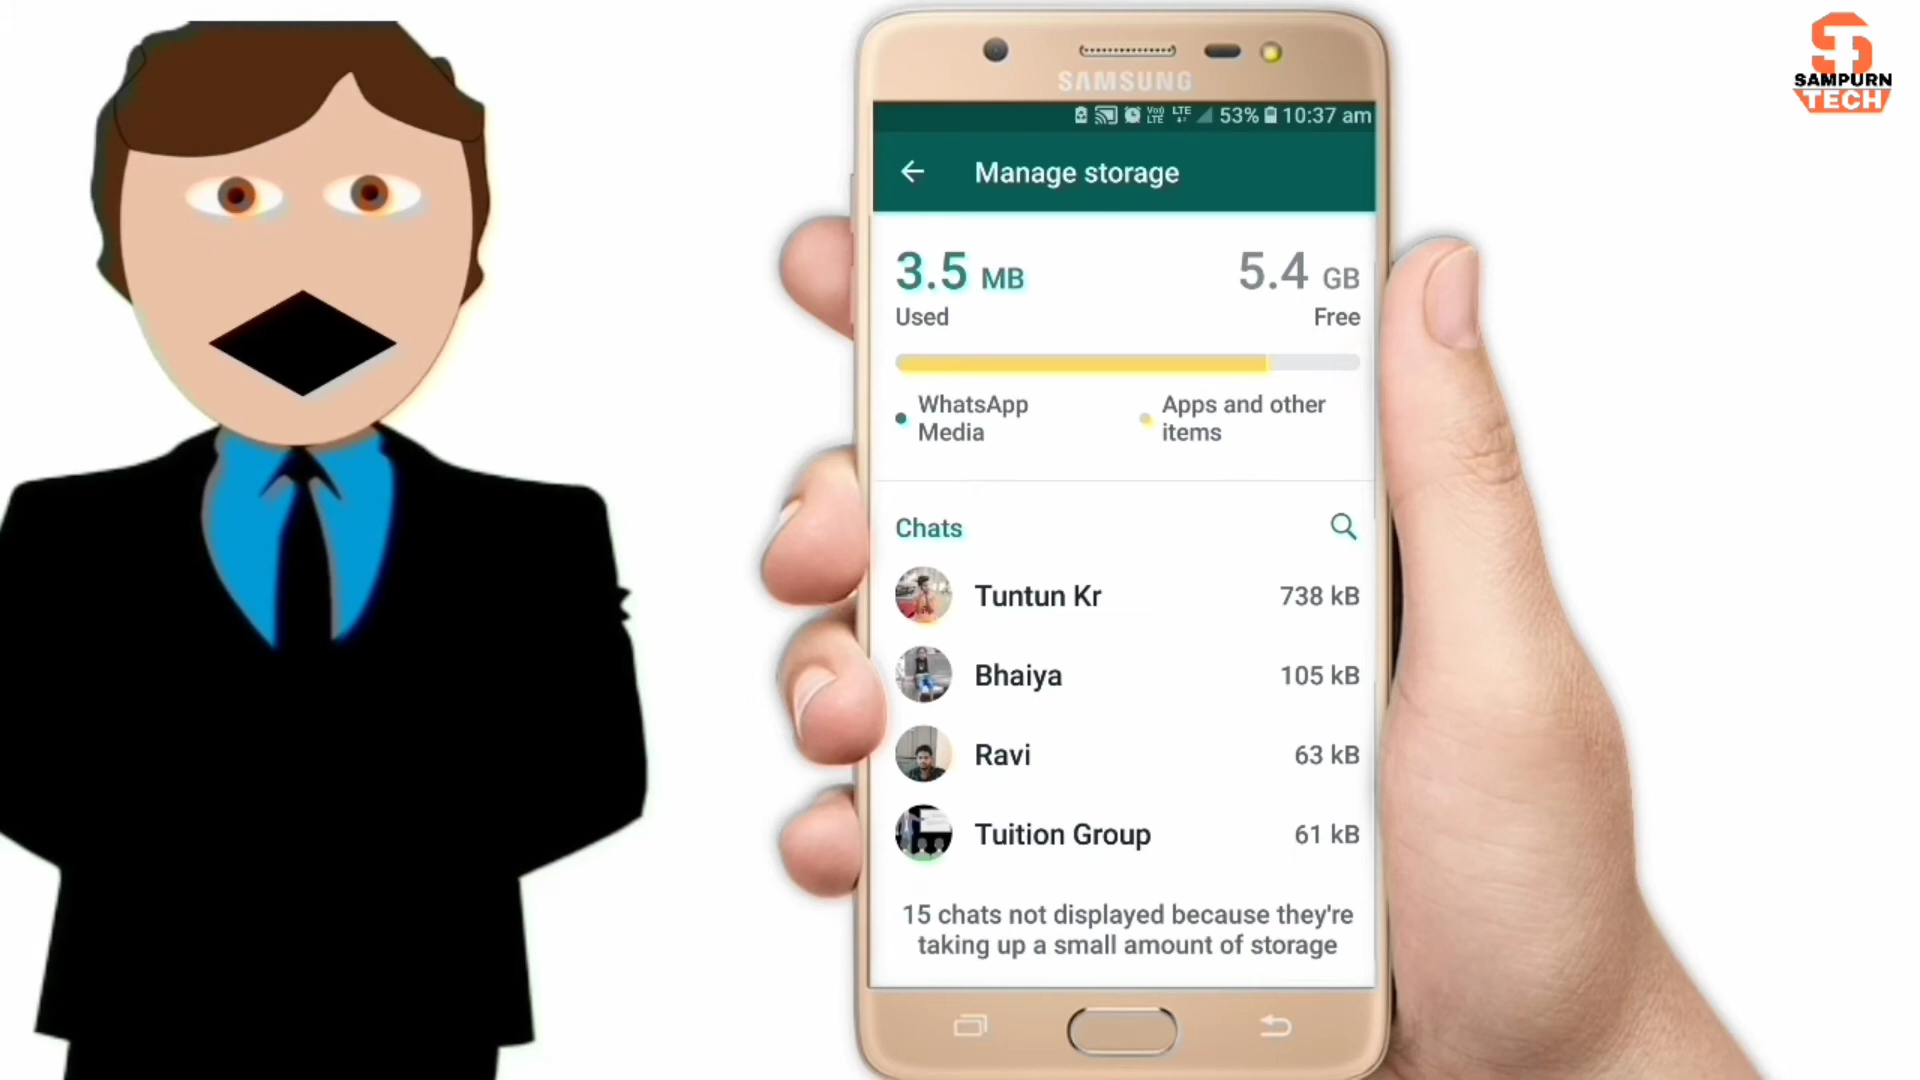 SAMPURN
TECH
SAMSUNG
VoLTE LTE 53% 10:37 am
Manage storage
3.5 MB
5.4 GB
Used
Free
WhatsApp
Media
Apps and other
items
Chats
Tuntun Kr 738 kB
Bhaiya 105 kB
Ravi 63 kB
Tuition Group 61 kB
15 chats not displayed because they're
taking up a small amount of storage